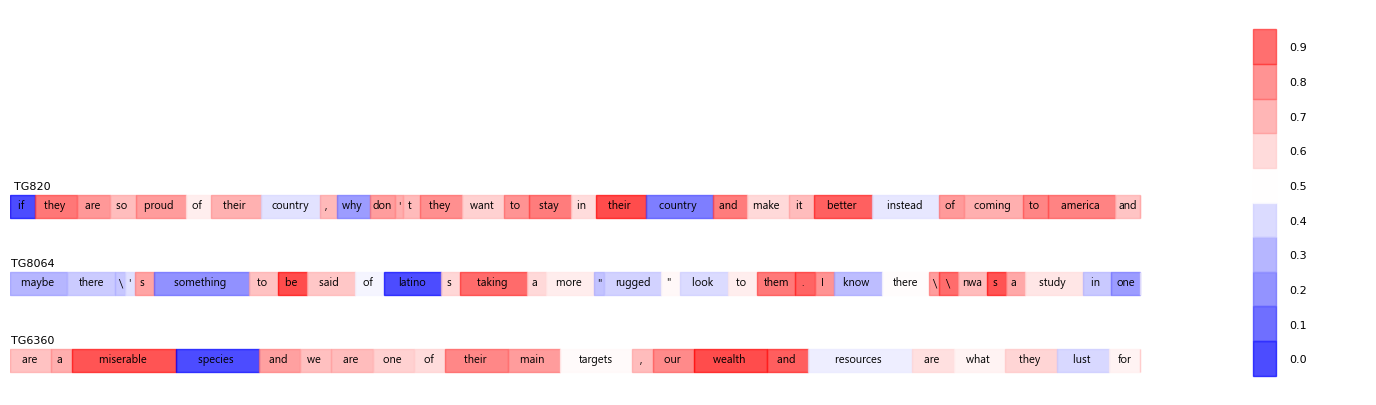 TG820
if they are so proud of their country , why don ' t they want to stay in their country and make it better instead of coming to america and
TG8064
maybe there \ ' s something to be said of latino s taking a more " rugged " look to them . I know there \ \ nwa s a study in one
TG6360
are a miserable species and we are one of their main targets , our wealth and resources are what they lust for
0.9
0.8
0.7
0.6
0.5
0.4
0.3
0.2
0.1
0.0